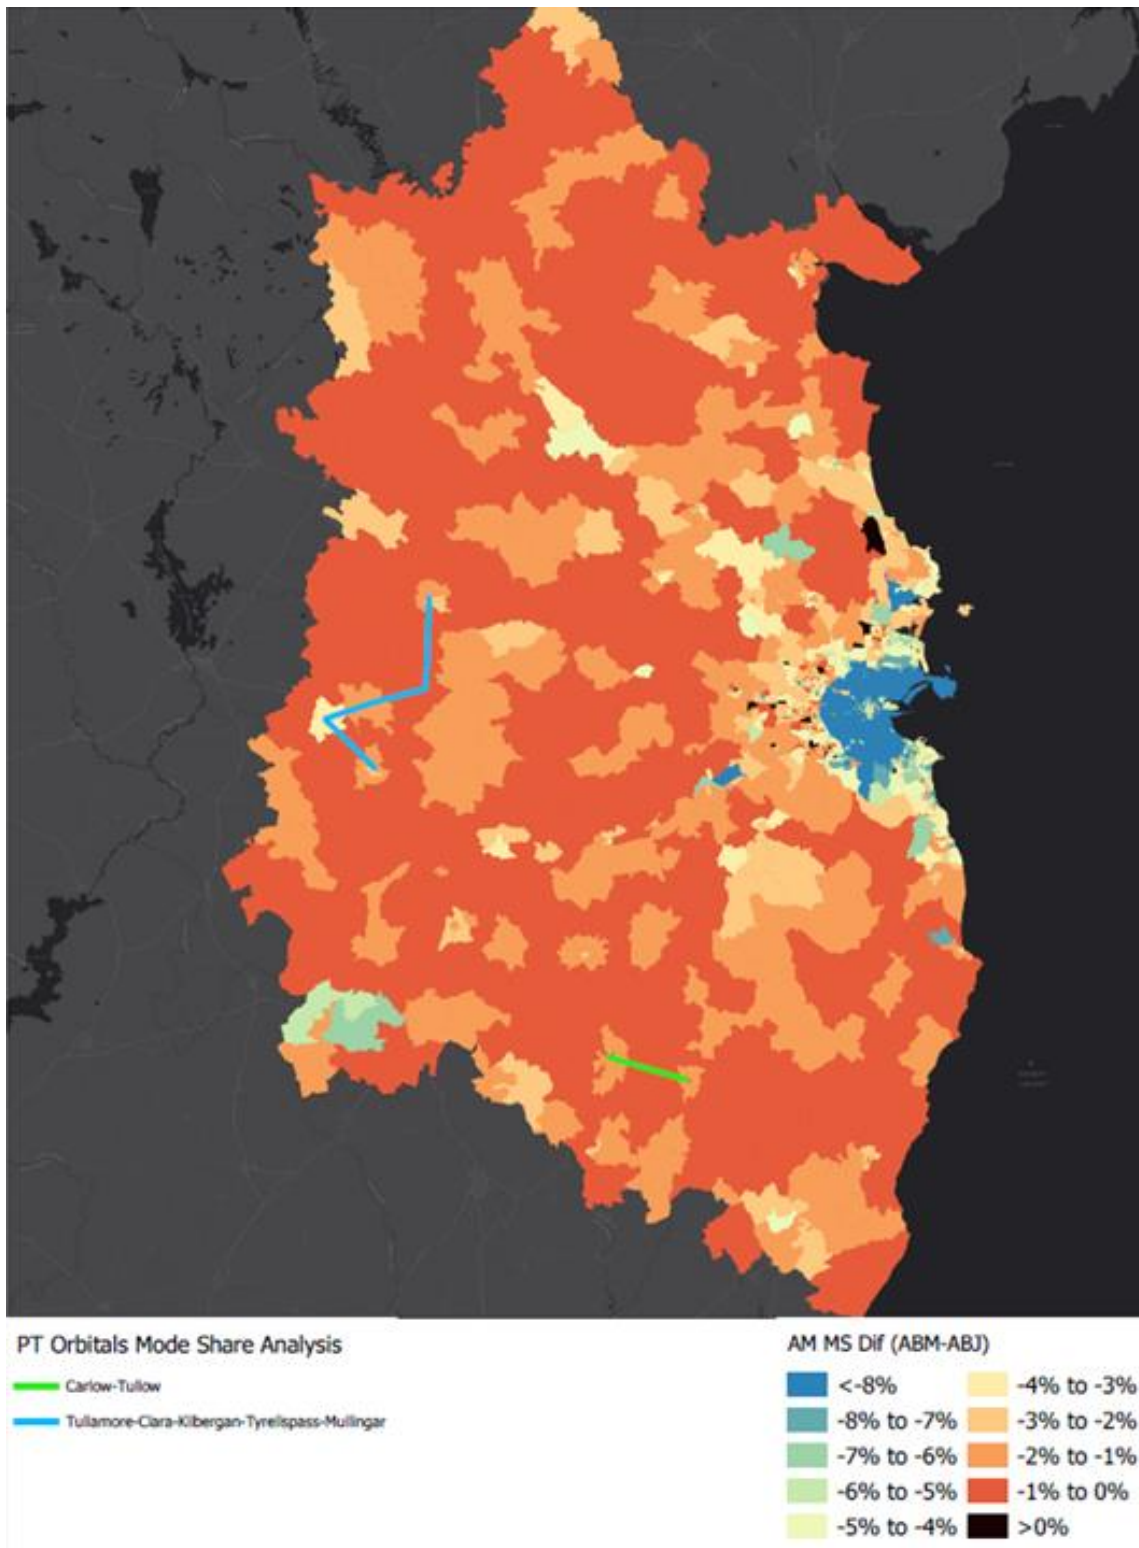 PT Orbitals Mode Share Analysis
Carlow-Tullow
Tullamore-Clara-Kilbergan-Tyrellspass-Mullingar
AM MS Dif (ABM-ABJ)
<-8%
-8% to -7%
-7% to -6%
-6% to -5%
-5% to -4%
-4% to -3%
-3% to -2%
-2% to -1%
-1% to 0%
>0%